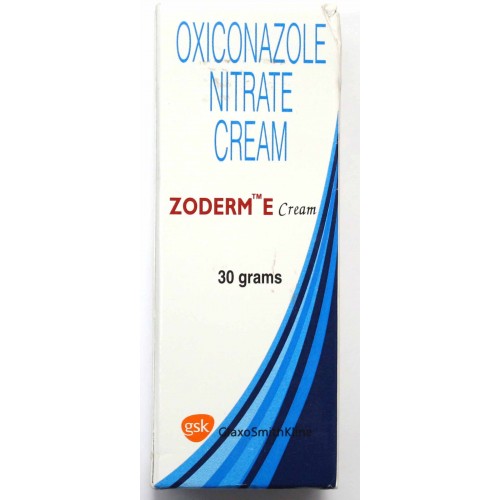 OXICONAZOLE
NITRATE
CREAM
ZODERM™E Cream
30 grams
gsk GlaxoSmithKline